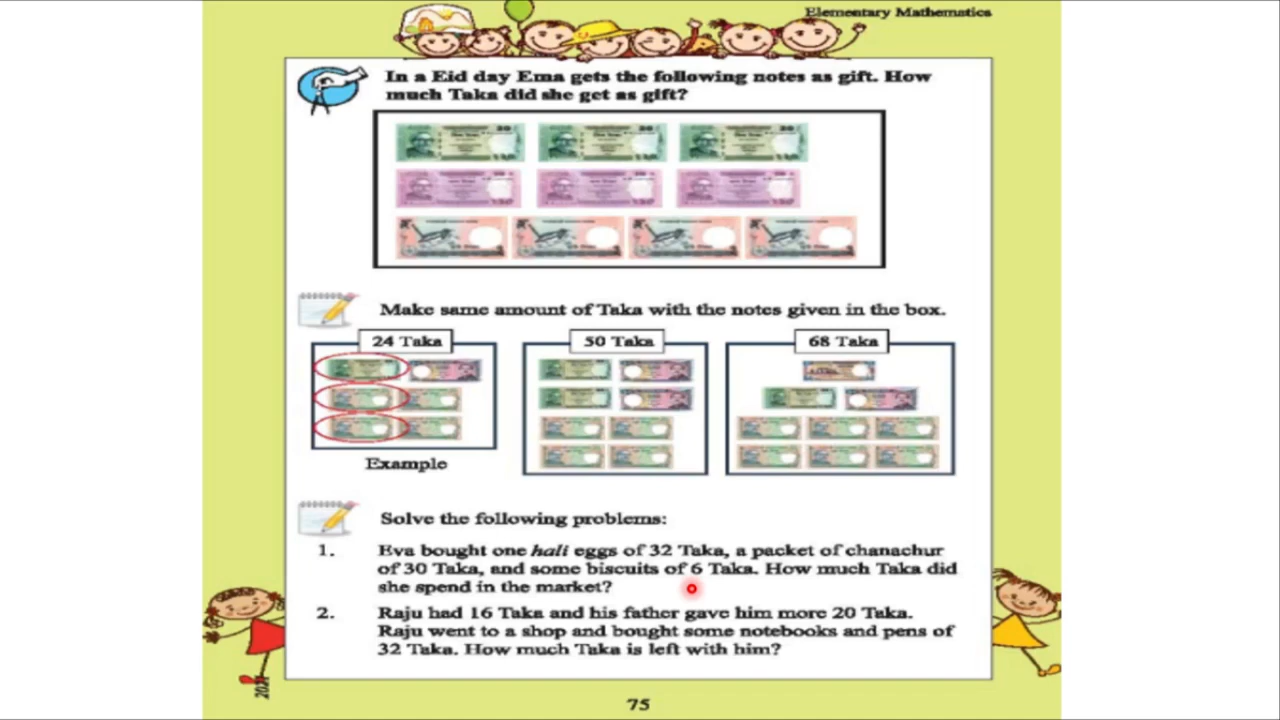 Elementary Mathematics
In a Eid day Ema gets the following notes as gift. How
much Taka did she get as gift?
20 20 20
Make same amount of Taka with the notes given in the box.
24 Taka 50 Taka 68 Taka
Example
Solve the following problems:
1. Eva bought one hali eggs of 32 Taka, a packet of chanachur
of 30 Taka, and some biscuits of 6 Taka. How much Taka did
she spend in the market?
2. Raju had 16 Taka and his father gave him more 20 Taka.
Raju went to a shop and bought some notebooks and pens of
32 Taka. How much Taka is left with him?
2021
75